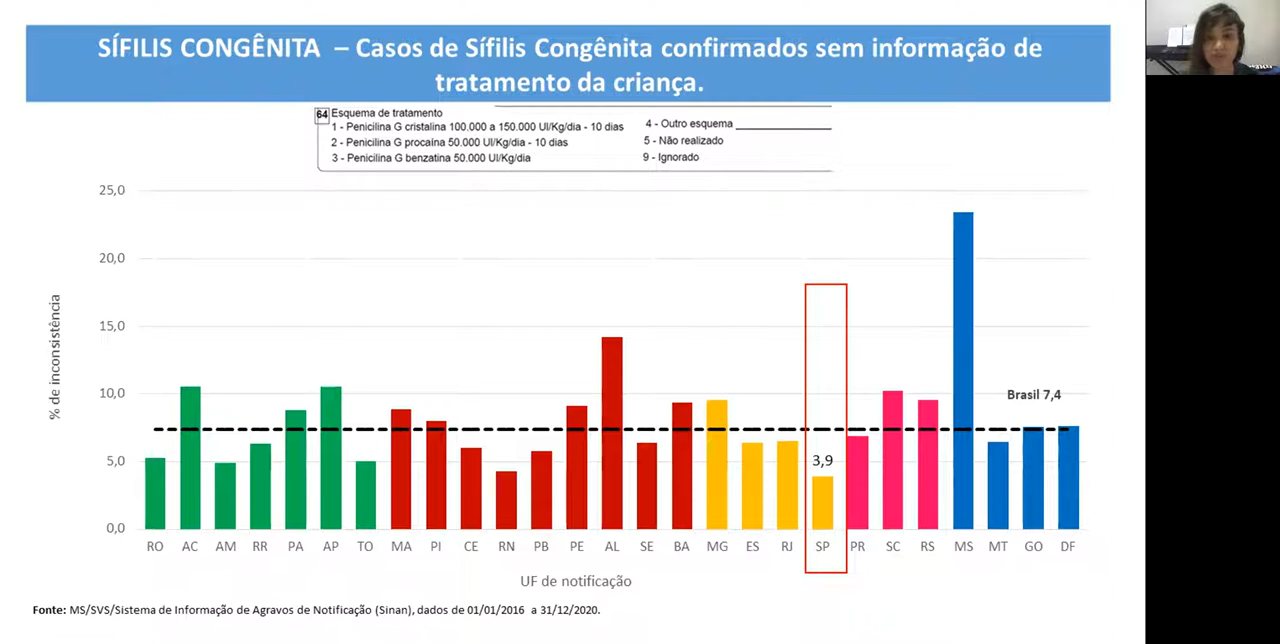 SÍFILIS CONGÊNITA – Casos de Sífilis Congênita confirmados sem informação de
tratamento da criança.
64 Esquema de tratamento
1 - Penicilina G cristalina 100.000 a 150.000 UI/Kg/dia - 10 dias
2 - Penicilina G procaína 50.000 UI/Kg/dia - 10 dias
3 - Penicilina G benzatina 50.000 UI/Kg/dia
4 - Outro esquema
5 - Não realizado
9 - Ignorado
% de inconsistência
25,0
20,0
15,0
10,0
5,0
0,0
Brasil 7,4
3,9
RO AC AM RR PA AP TO MA PI CE RN PB PE AL SE BA MG ES RJ SP PR SC RS MS MT GO DF
UF de notificação
Fonte: MS/SVS/Sistema de Informação de Agravos de Notificação (Sinan), dados de 01/01/2016 a 31/12/2020.